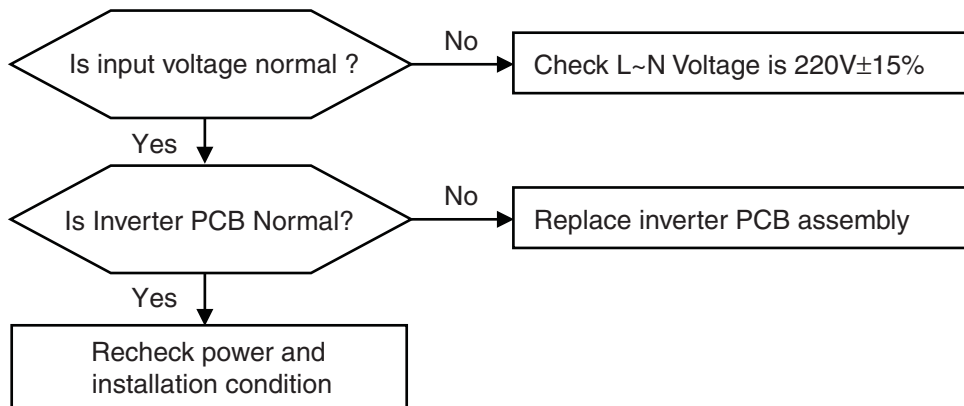 Is input voltage normal ?
No
Check L~N Voltage is 220V±15%
Yes
Is Inverter PCB Normal?
No
Replace inverter PCB assembly
Yes
Recheck power and
installation condition